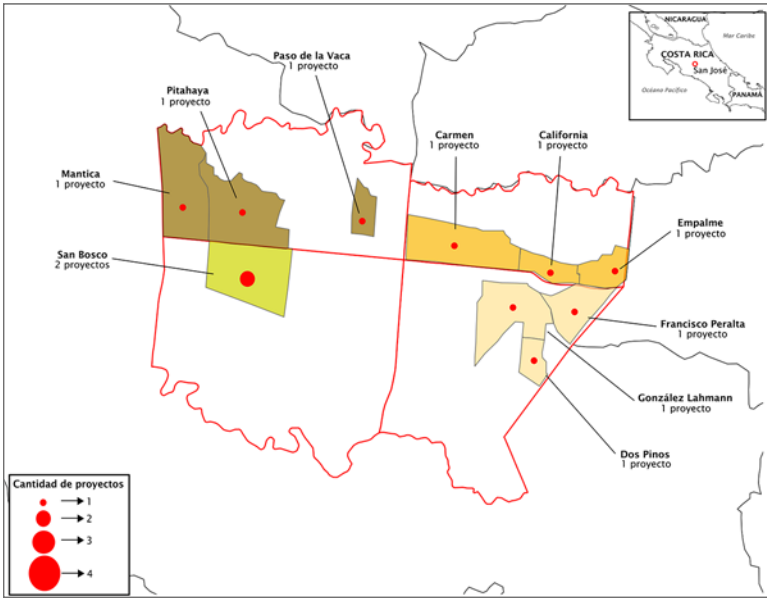 NICARAGUA
Mar Caribe
COSTA RICA
San José
Océano Pacífico
PANAMÁ
Paso de la Vaca
1 proyecto
Pitahaya
1 proyecto
Carmen
1 proyecto
California
1 proyecto
Mantica
1 proyecto
Empalme
1 proyecto
San Bosco
2 proyectos
Francisco Peralta
1 proyecto
González Lahmann
1 proyecto
Dos Pinos
1 proyecto
Cantidad de proyectos
1
2
3
4